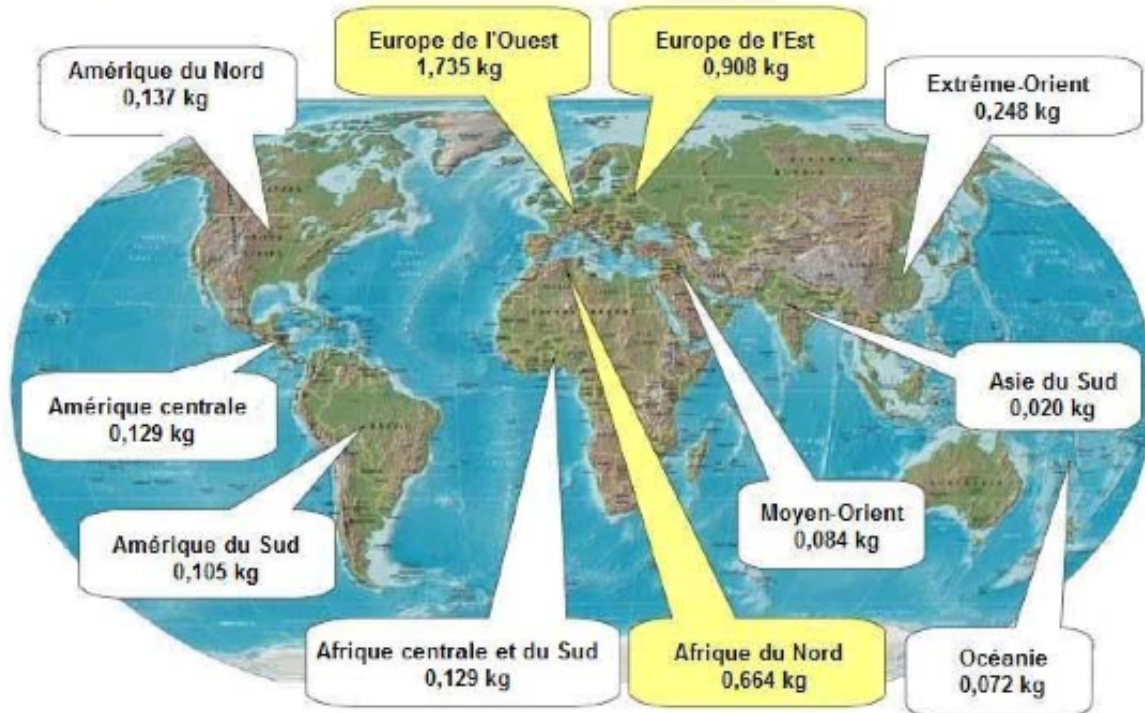 Europe de l'Ouest
1,735 kg
Europe de l'Est
0,908 kg
Amérique du Nord
0,137 kg
Extrême-Orient
0,248 kg
Amérique centrale
0,129 kg
Asie du Sud
0,020 kg
Amérique du Sud
0,105 kg
Moyen-Orient
0,084 kg
Afrique centrale et du Sud
0,129 kg
Afrique du Nord
0,664 kg
Océanie
0,072 kg